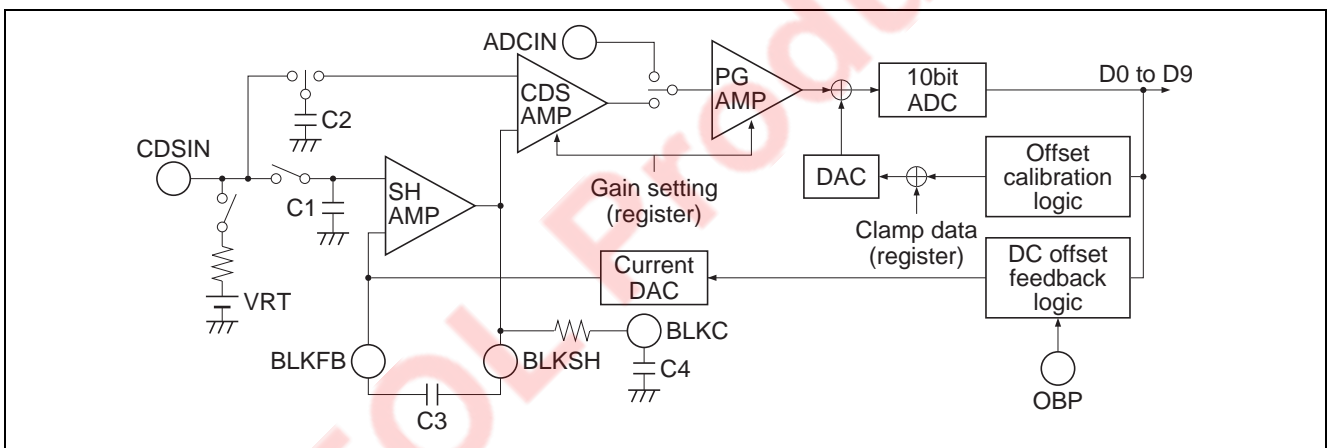 ADCIN
CDSIN
C2
CDS
AMP
PG
AMP
10bit
ADC
D0 to D9
C1
SH
AMP
Gain setting
(register)
DAC
Offset
calibration
logic
Clamp data
(register)
VRT
Current
DAC
DC offset
feedback
logic
BLKFB
BLKSH
BLKC
C4
C3
OBP